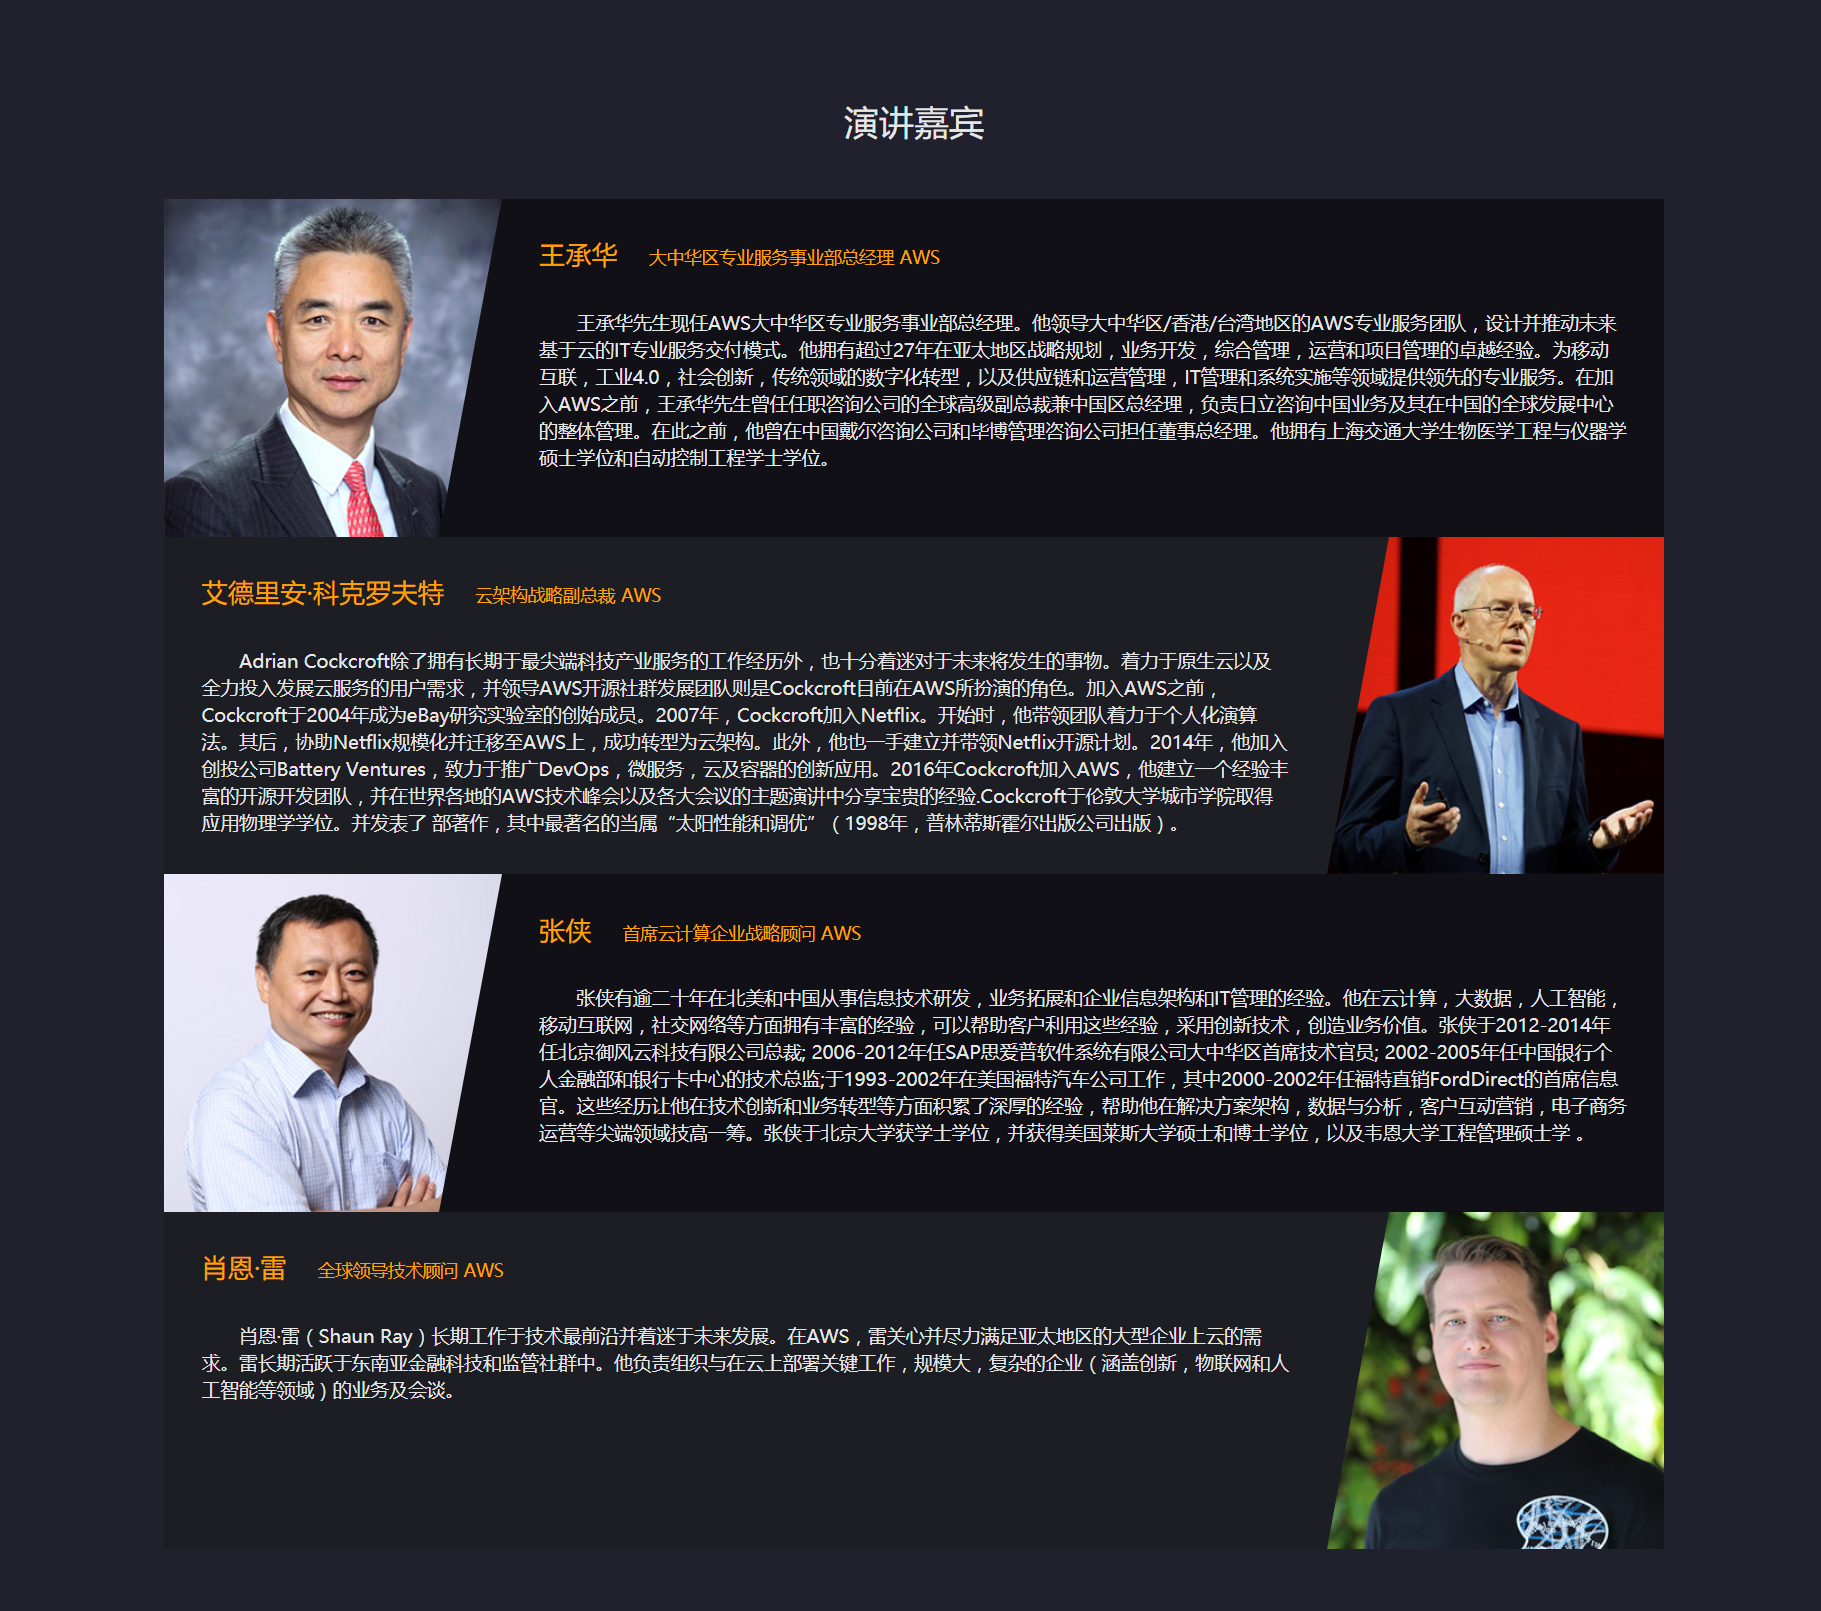 演讲嘉宾
王承华 大中华区专业服务事业部总经理 AWS
王承华先生现任AWS大中华区专业服务事业部总经理。他领导大中华区/香港/台湾地区的AWS专业服务团队，设计并推动未来
基于云的IT专业服务交付模式。他拥有超过27年在亚太地区战略规划，业务开发，综合管理，运营和项目管理的卓越经验。为移动
互联，工业4.0，社会创新，传统领域的数字化转型，以及供应链和运营管理，IT管理和系统实施等领域提供领先的专业服务。在加
入AWS之前，王承华先生曾任任职咨询公司的全球高级副总裁兼中国区总经理，负责日立咨询中国业务及其在中国的全球发展中心
的整体管理。在此之前，他曾在中国戴尔咨询公司和毕博管理咨询公司担任董事总经理。他拥有上海交通大学生物医学工程与仪器学
硕士学位和自动控制工程学士学位。
艾德里安·科克罗夫特 云架构战略副总裁 AWS
Adrian Cockcroft除了拥有长期于最尖端科技产业服务的工作经历外，也十分着迷对于未来将发生的事物。着力于原生云以及
全力投入发展云服务的用户需求，并领导AWS开源社群发展团队则是Cockcroft目前在AWS所扮演的角色。加入AWS之前，
Cockcroft于2004年成为eBay研究实验室的创始成员。2007年，Cockcroft加入Netflix。开始时，他带领团队着力于个人化演算
法。其后，协助Netflix规模化并迁移至AWS上，成功转型为云架构。此外，他也一手建立并带领Netflix开源计划。2014年，他加入
创投公司Battery Ventures，致力于推广DevOps，微服务，云及容器的创新应用。2016年Cockcroft加入AWS，他建立一个经验丰
富的开源开发团队，并在世界各地的AWS技术峰会以及各大会议的主题演讲中分享宝贵的经验.Cockcroft于伦敦大学城市学院取得
应用物理学学位。并发表了 部著作，其中最著名的当属“太阳性能和调优”（1998年，普林蒂斯霍尔出版公司出版）。
张侠 首席云计算企业战略顾问 AWS
张侠有逾二十年在北美和中国从事信息技术研发，业务拓展和企业信息架构和IT管理的经验。他在云计算，大数据，人工智能，
移动互联网，社交网络等方面拥有丰富的经验，可以帮助客户利用这些经验，采用创新技术，创造业务价值。张侠于2012-2014年
任北京御风云科技有限公司总裁; 2006-2012年任SAP思爱普软件系统有限公司大中华区首席技术官员; 2002-2005年任中国银行个
人金融部和银行卡中心的技术总监;于1993-2002年在美国福特汽车公司工作，其中2000-2002年任福特直销FordDirect的首席信息
官。这些经历让他在技术创新和业务转型等方面积累了深厚的经验，帮助他在解决方案架构，数据与分析，客户互动营销，电子商务
运营等尖端领域技高一筹。张侠于北京大学获学士学位，并获得美国莱斯大学硕士和博士学位，以及韦恩大学工程管理硕士学 。
肖恩·雷 全球领导技术顾问 AWS
肖恩·雷（Shaun Ray）长期工作于技术最前沿并着迷于未来发展。在AWS，雷关心并尽力满足亚太地区的大型企业上云的需
求。雷长期活跃于东南亚金融科技和监管社群中。他负责组织与在云上部署关键工作，规模大，复杂的企业（涵盖创新，物联网和人
工智能等领域）的业务及会谈。